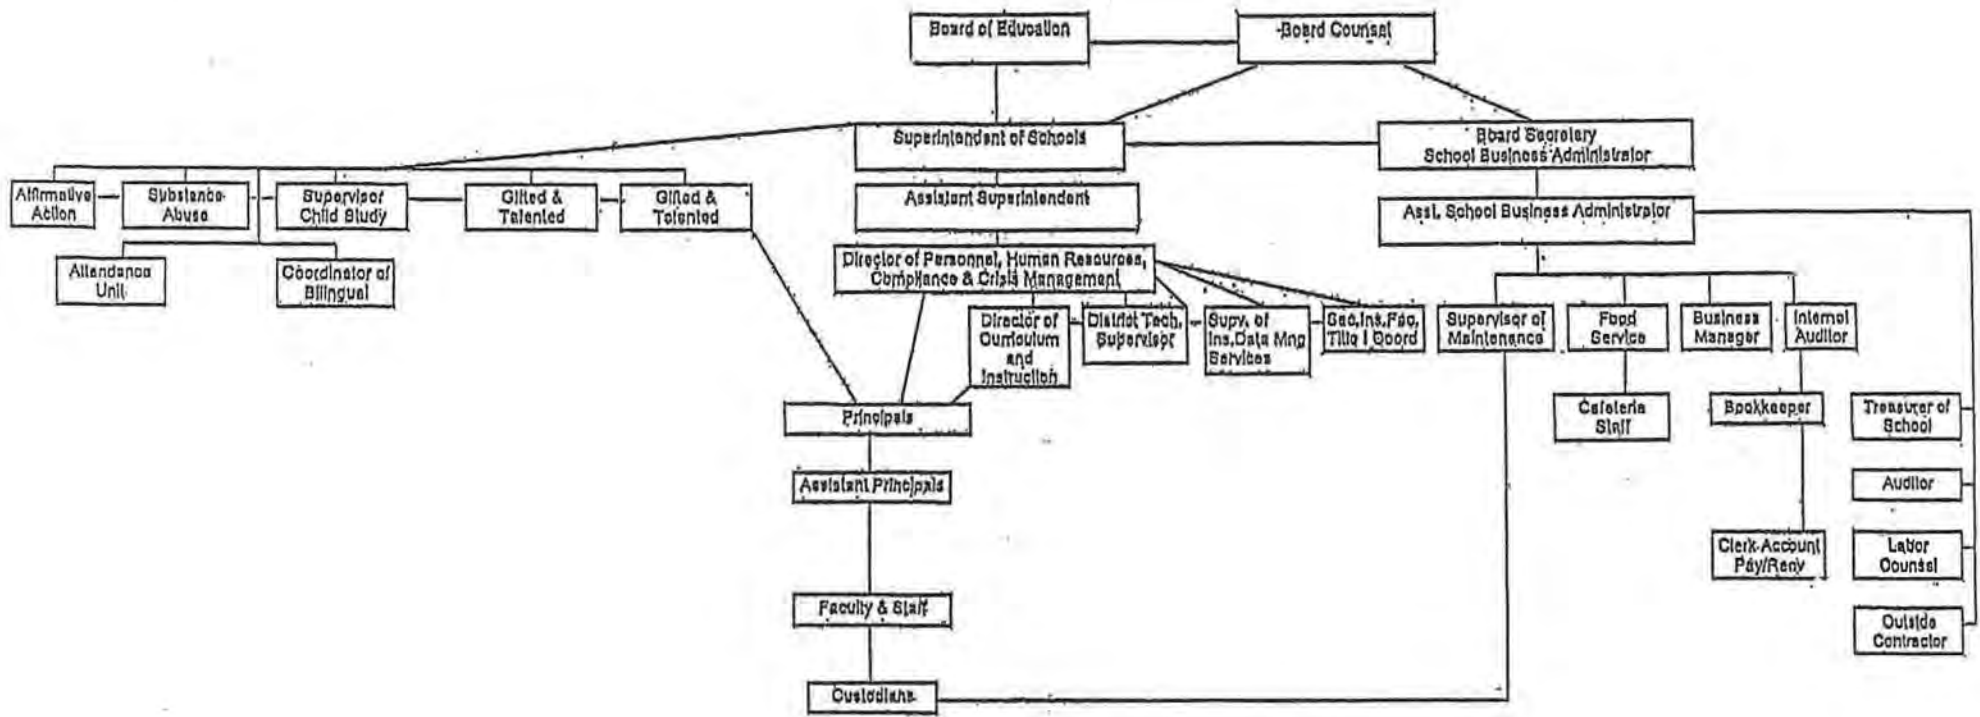 Board of Education
Board Counsel
Superintendent of Schools
Board Secretary
School Business Administrator
Affirmative
Action
Substance
Abuse
Supervisor
Child Study
Gifted &
Talented
Gifted &
Talented
Assistant Superintendent
Asst. School Business Administrator
Attendance
Unit
Coordinator of
Bilingual
Director of Personnel, Human Resources,
Compliance & Crisis Management
Director of
Curriculum
and
Instruction
District Tech.
Supervisor
Supv. of
Ins. Data Mng
Services
Sec. Ins. Fac.
Title I Coord
Supervisor of
Maintenance
Food
Service
Business
Manager
Internal
Auditor
Principals
Cafeteria
Staff
Bookkeeper
Treasurer of
School
Assistant Principals
Auditor
Clerk Account
Pay/Recv
Labor
Counsel
Faculty & Staff
Outside
Contractor
Custodians